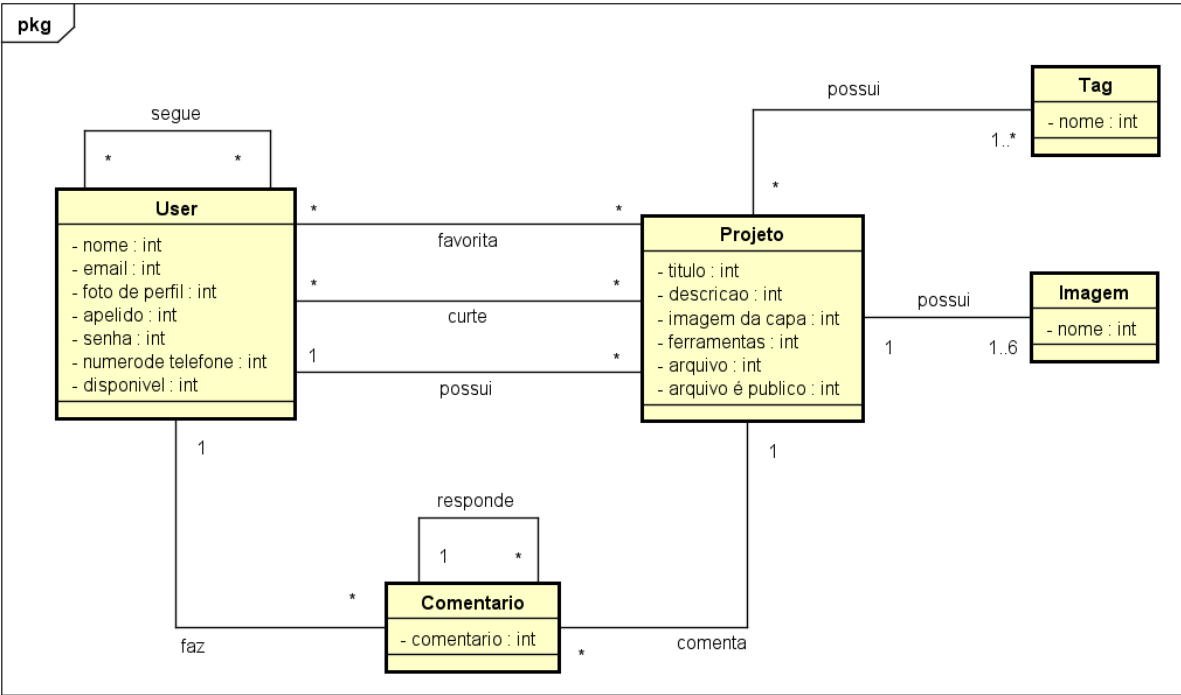 pkg
segue
*
*
User
- nome : int
- email : int
- foto de perfil : int
- apelido : int
- senha : int
- numerode telefone : int
- disponivel : int
*
*
favorita
*
*
curte
1
*
possui
Projeto
- titulo : int
- descricao : int
- imagem da capa : int
- ferramentas : int
- arquivo : int
- arquivo é publico : int
possui
1..*
*
Tag
- nome : int
possui
1
1..6
Imagem
- nome : int
1
*
faz
responde
1
*
Comentario
- comentario : int
1
*
comenta